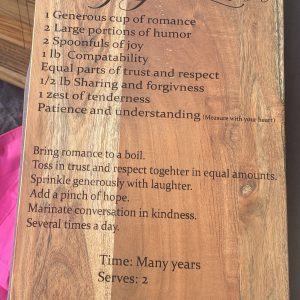 1 Generous cup of romance
2 Large portions of humor
2 Spoonfuls of joy
1 lb Compatability
Equal parts of trust and respect
1/2 lb Sharing and forgivness
1 zest of tenderness
Patience and understanding (Measure with your heart)
Bring romance to a boil.
Toss in trust and respect togehter in equal amounts.
Sprinkle generously with laughter.
Add a pinch of hope.
Marinate conversation in kindness.
Several times a day.
Time: Many years
Serves: 2